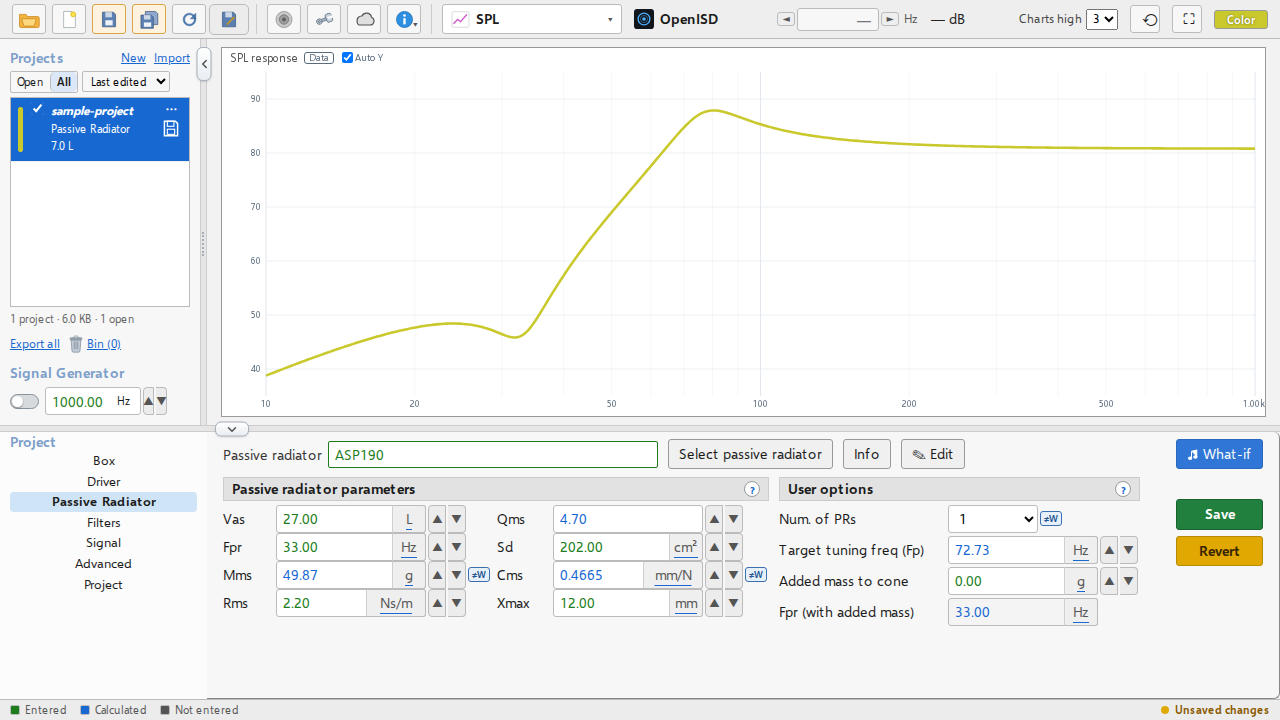 SPL
OpenISD
— Hz — dB
Charts high 3
Color
Projects New Import
Open All Last edited
sample-project ...
Passive Radiator
7.0 L
1 project · 6.0 KB · 1 open
Export all Bin (0)
Signal Generator
1000.00 Hz
SPL response Data Auto Y
90
80
70
60
50
40
10 20 50 100 200 500 1.00k
Project
Box
Driver
Passive Radiator
Filters
Signal
Advanced
Project
Passive radiator ASP190 Select passive radiator Info ✎ Edit
What-if
Passive radiator parameters ?
Vas 27.00 L Qms 4.70
Fpr 33.00 Hz Sd 202.00 cm²
Mms 49.87 g ≠W Cms 0.4665 mm/N ≠W
Rms 2.20 Ns/m Xmax 12.00 mm
User options ?
Num. of PRs 1 ≠W
Target tuning freq (Fp) 72.73 Hz
Added mass to cone 0.00 g
Fpr (with added mass) 33.00 Hz
Save
Revert
Entered Calculated Not entered
Unsaved changes